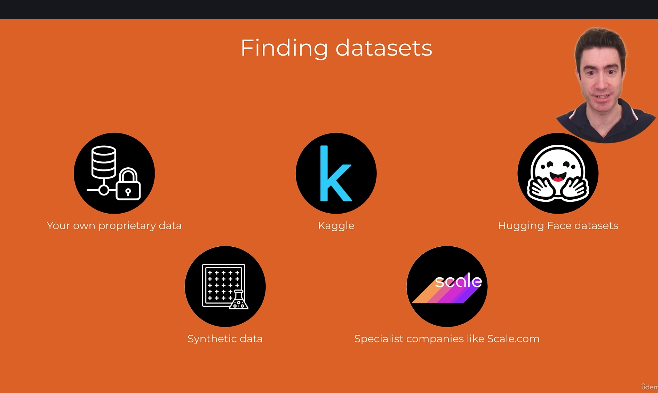 Finding datasets
k
Your own proprietary data
Kaggle
Hugging Face datasets
scale
Synthetic data
Specialist companies like Scale.com